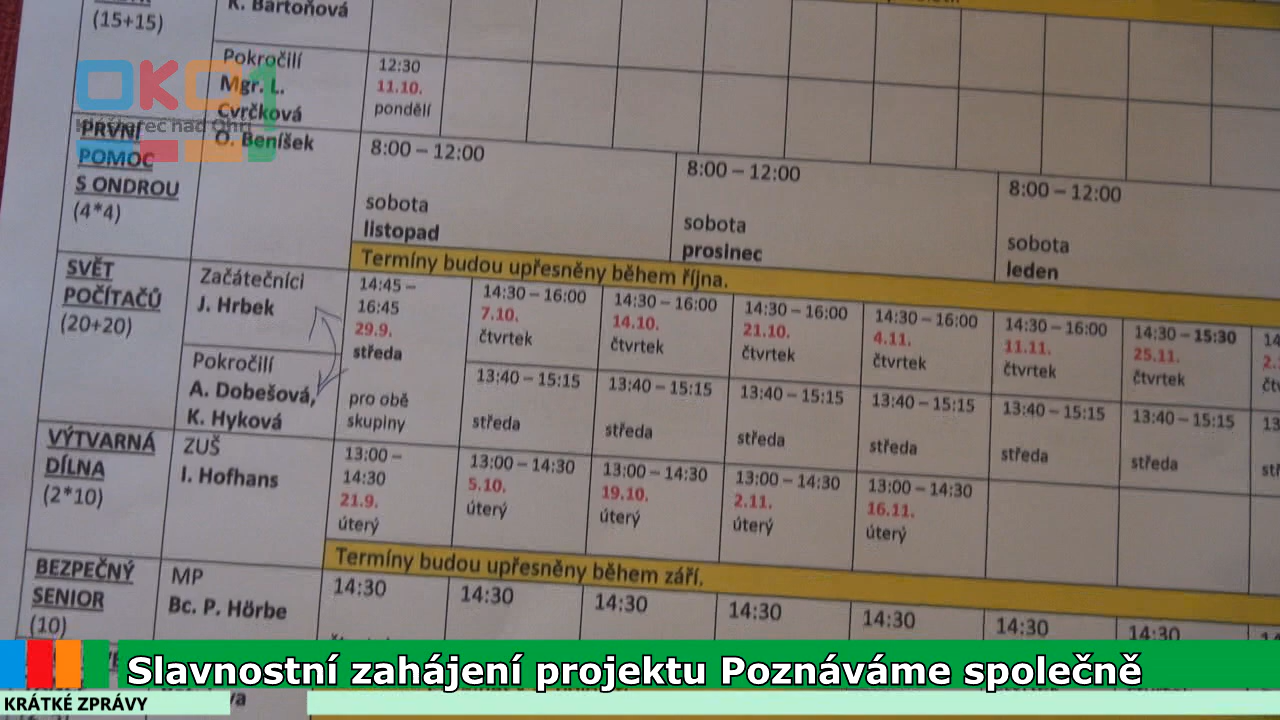 (15+15)
K. Bartoňová
Pokročilí
Mgr. L.
Cvrčková
12:30
11.10.
pondělí
OKO1
Klášterec nad Ohří
PRVNÍ
POMOC
S ONDROU
(4*4)
O. Beníšek
8:00 – 12:00
sobota
listopad
8:00 – 12:00
sobota
prosinec
8:00 – 12:00
sobota
leden
Termíny budou upřesněny během října.
SVĚT
POČÍTAČŮ
(20+20)
Začátečníci
J. Hrbek
Pokročilí
A. Dobešová,
K. Hyková
14:45 –
16:45
29.9.
středa
pro obě
skupiny
14:30 – 16:00
7.10.
čtvrtek
14:30 – 16:00
14.10.
čtvrtek
14:30 – 16:00
21.10.
čtvrtek
14:30 – 16:00
4.11.
čtvrtek
14:30 – 16:00
11.11.
čtvrtek
14:30 – 15:30
25.11.
čtvrtek
13:40 – 15:15
středa
13:40 – 15:15
středa
13:40 – 15:15
středa
13:40 – 15:15
středa
13:40 – 15:15
středa
13:40 – 15:15
středa
VÝTVARNÁ
DÍLNA
(2*10)
ZUŠ
I. Hofhans
13:00 –
14:30
21.9.
úterý
13:00 – 14:30
5.10.
úterý
13:00 – 14:30
19.10.
úterý
13:00 – 14:30
2.11.
úterý
13:00 – 14:30
16.11.
úterý
Termíny budou upřesněny během září.
BEZPEČNÝ
SENIOR
(10)
MP
Bc. P. Hörbe
14:30
14:30
14:30
14:30
14:30
14:30
14:30
Slavnostní zahájení projektu Poznáváme společně
KRÁTKÉ ZPRÁVY